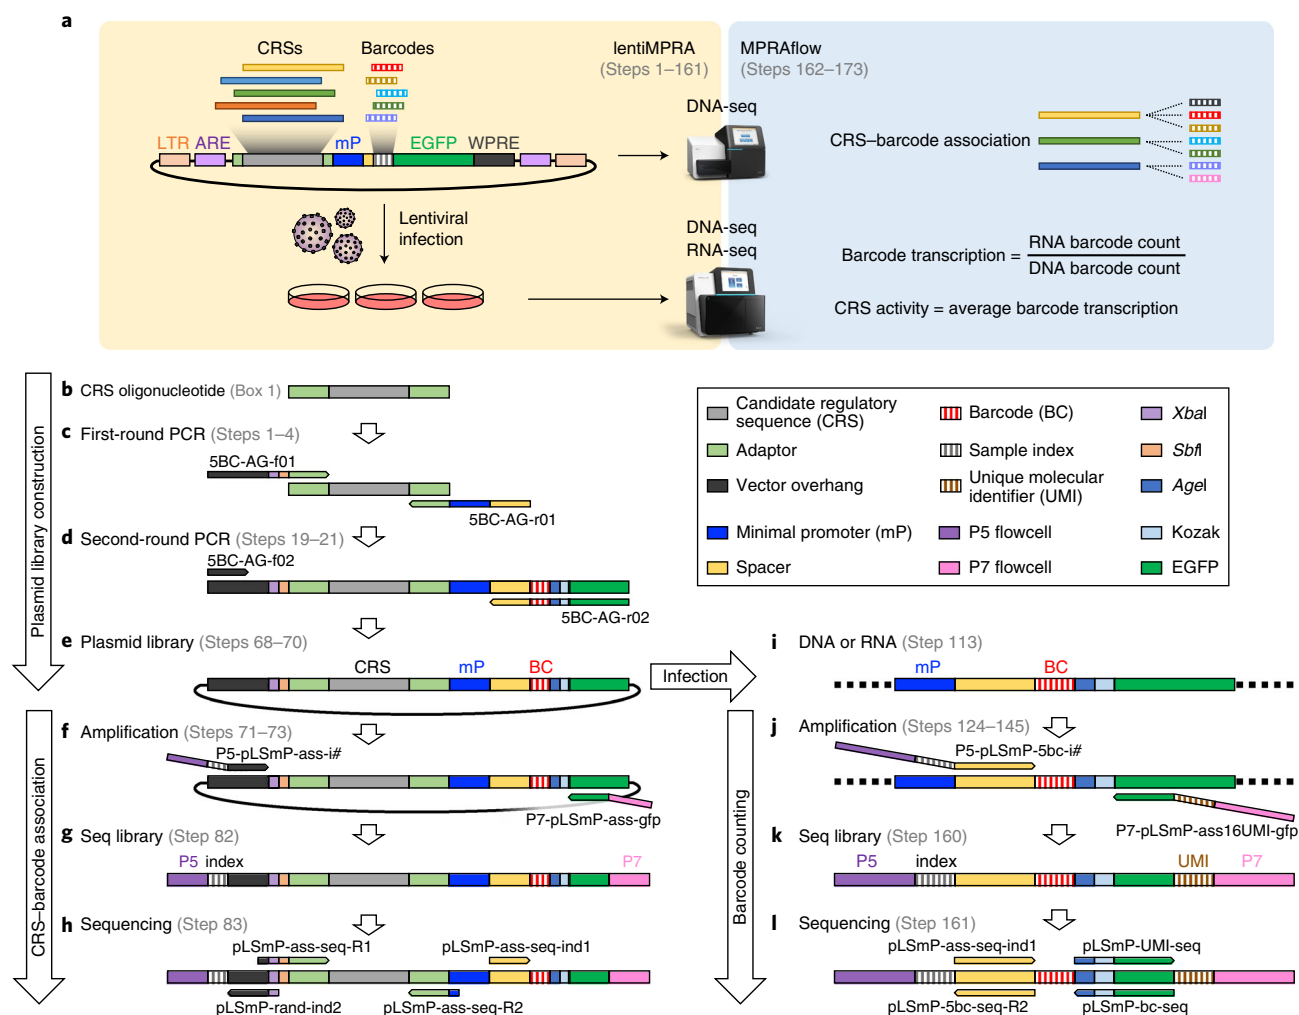 a
CRSs
Barcodes
lentiMPRA
(Steps 1–161)
MPRAflow
(Steps 162–173)
LTR
ARE
mP
EGFP
WPRE
DNA-seq
CRS–barcode association
Lentiviral
infection
DNA-seq
RNA-seq
Barcode transcription = RNA barcode count
DNA barcode count
CRS activity = average barcode transcription
Plasmid library construction
b CRS oligonucleotide (Box 1)
c First-round PCR (Steps 1–4)
5BC-AG-f01
5BC-AG-r01
d Second-round PCR (Steps 19–21)
5BC-AG-f02
5BC-AG-r02
e Plasmid library (Steps 68–70)
CRS
mP
BC
Infection
Candidate regulatory
sequence (CRS)
Adaptor
Vector overhang
Minimal promoter (mP)
Spacer
Barcode (BC)
Sample index
Unique molecular
identifier (UMI)
P5 flowcell
P7 flowcell
XbaI
SbfI
AgeI
Kozak
EGFP
CRS–barcode association
f Amplification (Steps 71–73)
P5-pLSmP-ass-i#
P7-pLSmP-ass-gfp
g Seq library (Step 82)
P5 index
P7
h Sequencing (Step 83)
pLSmP-ass-seq-R1
pLSmP-ass-seq-ind1
pLSmP-rand-ind2
pLSmP-ass-seq-R2
i DNA or RNA (Step 113)
mP
BC
Barcode counting
j Amplification (Steps 124–145)
P5-pLSmP-5bc-i#
P7-pLSmP-ass16UMI-gfp
k Seq library (Step 160)
P5
index
UMI
P7
l Sequencing (Step 161)
pLSmP-ass-seq-ind1
pLSmP-UMI-seq
pLSmP-5bc-seq-R2
pLSmP-bc-seq